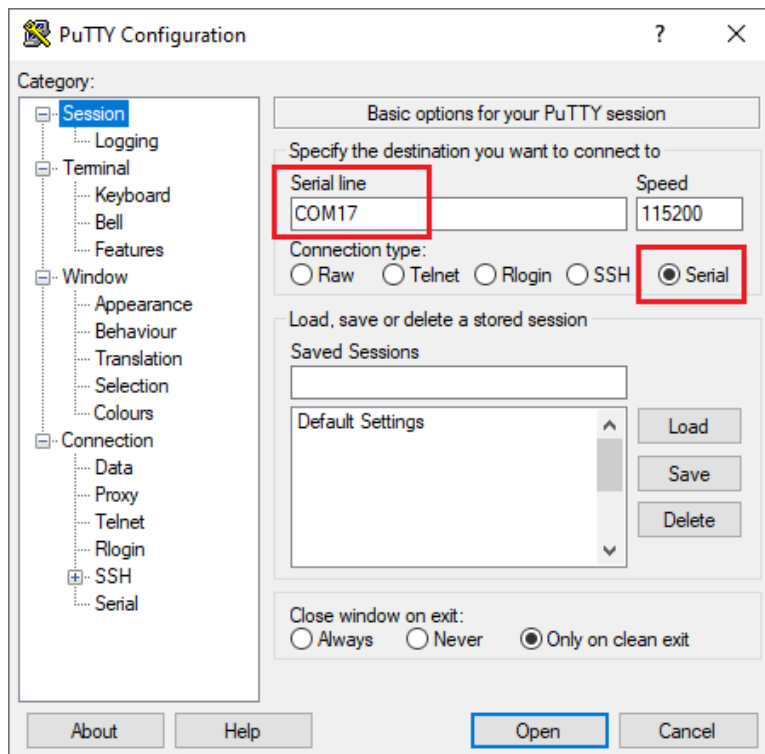 PuTTY Configuration
?
Category:
Session
Logging
Terminal
Keyboard
Bell
Features
Window
Appearance
Behaviour
Translation
Selection
Colours
Connection
Data
Proxy
Telnet
Rlogin
SSH
Serial
Basic options for your PuTTY session
Specify the destination you want to connect to
Serial line Speed
COM17 115200
Connection type:
Raw Telnet Rlogin SSH Serial
Load, save or delete a stored session
Saved Sessions
Default Settings
Load
Save
Delete
Close window on exit:
Always Never Only on clean exit
About Help Open Cancel